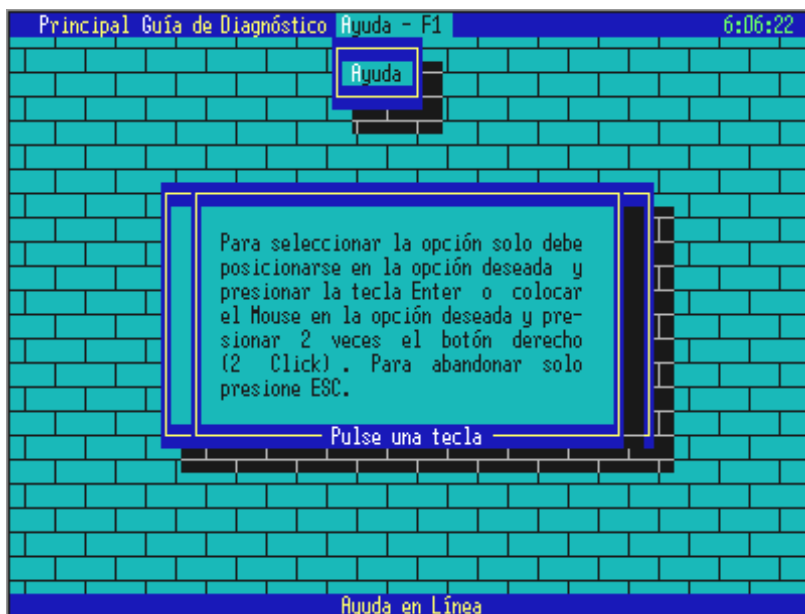 Principal Guía de Diagnóstico Ayuda - F1 6:06:22
Ayuda
Para seleccionar la opción solo debe
posicionarse en la opción deseada y
presionar la tecla Enter o colocar
el Mouse en la opción deseada y pre-
sionar 2 veces el botón derecho
(2 Click). Para abandonar solo
presione ESC.
Pulse una tecla
Ayuda en Línea